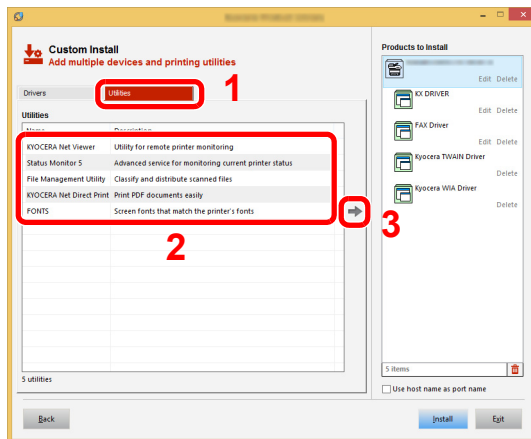 Custom Install
Add multiple devices and printing utilities
Drivers
Utilities
1
Utilities
Name Description
KYOCERA Net Viewer Utility for remote printer monitoring
Status Monitor 5 Advanced service for monitoring current printer status
File Management Utility Classify and distribute scanned files
KYOCERA Net Direct Print Print PDF documents easily
FONTS Screen fonts that match the printer's fonts
2
3
5 utilities
Products to Install
Edit Delete
KX DRIVER
Edit Delete
FAX Driver
Edit Delete
Kyocera TWAIN Driver
Delete
Kyocera WIA Driver
Delete
5 items
Use host name as port name
Back
Install
Exit